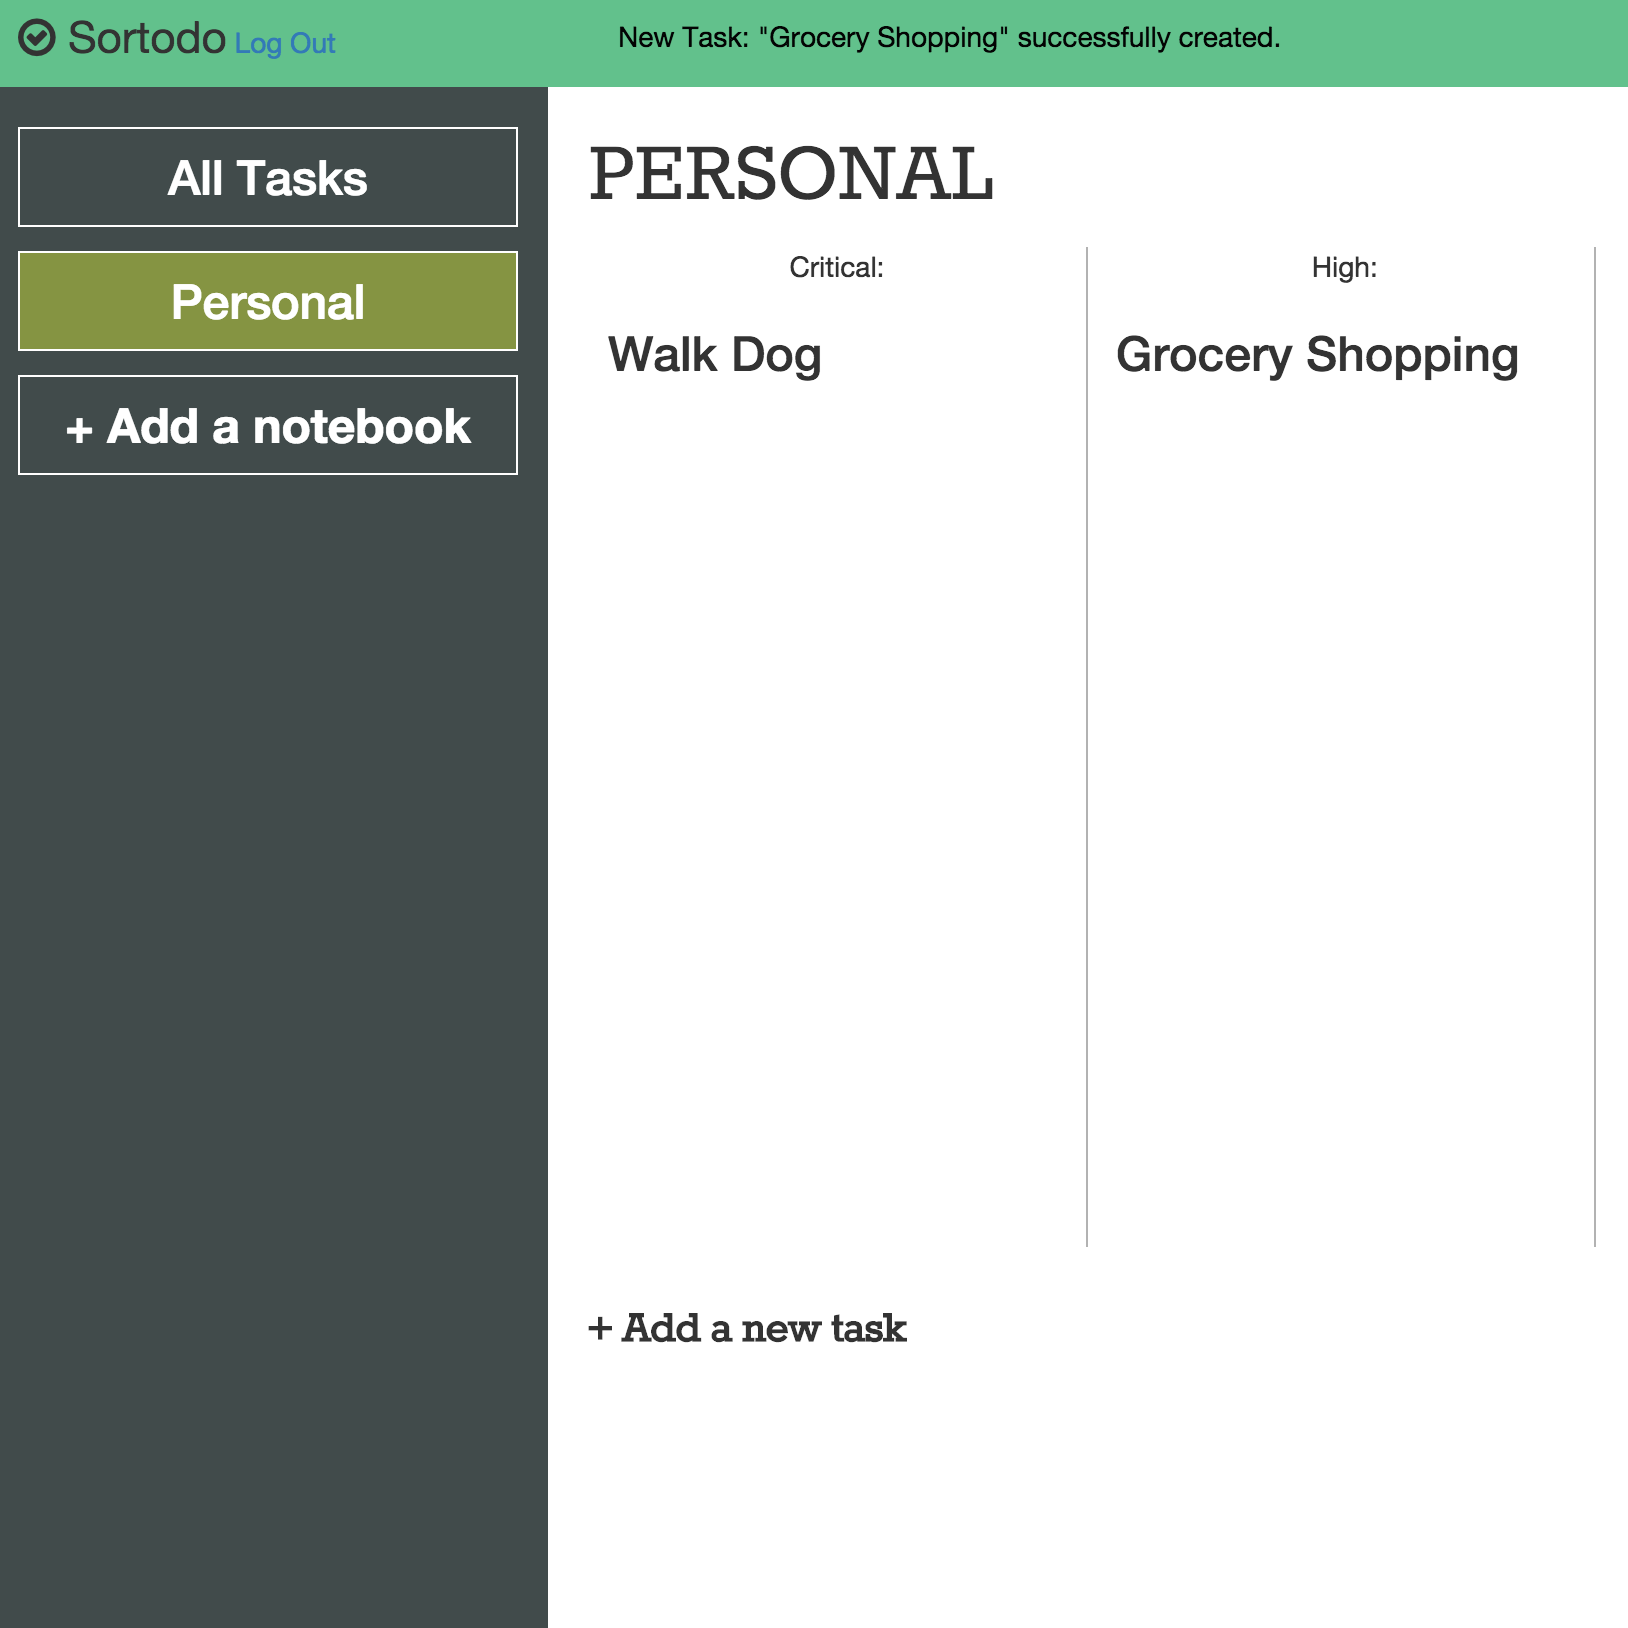 Sortodo Log Out
New Task: "Grocery Shopping" successfully created.
All Tasks
Personal
+ Add a notebook
PERSONAL
Critical:
Walk Dog
High:
Grocery Shopping
+ Add a new task